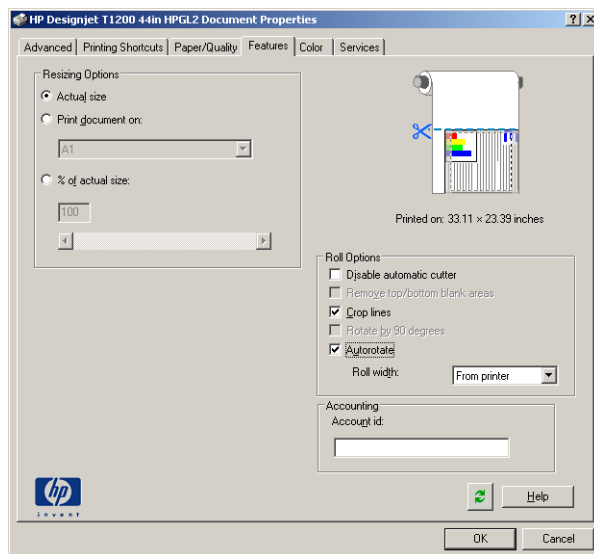 HP Designjet T1200 44in HPGL2 Document Properties
Advanced Printing Shortcuts Paper/Quality Features Color Services
Resizing Options
Actual size
Print document on:
A1
% of actual size:
100
Printed on: 33.11 × 23.39 inches
Roll Options
Disable automatic cutter
Remove top/bottom blank areas
Crop lines
Rotate by 90 degrees
Autorotate
Roll width: From printer
Accounting
Account id:
hp
invent
Help
OK Cancel